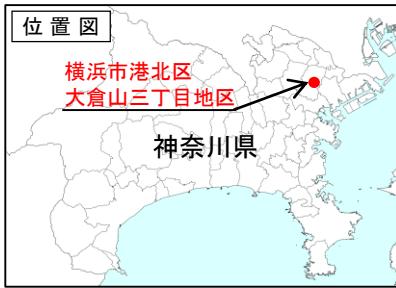 位置図
横浜市港北区
大倉山三丁目地区
神奈川県